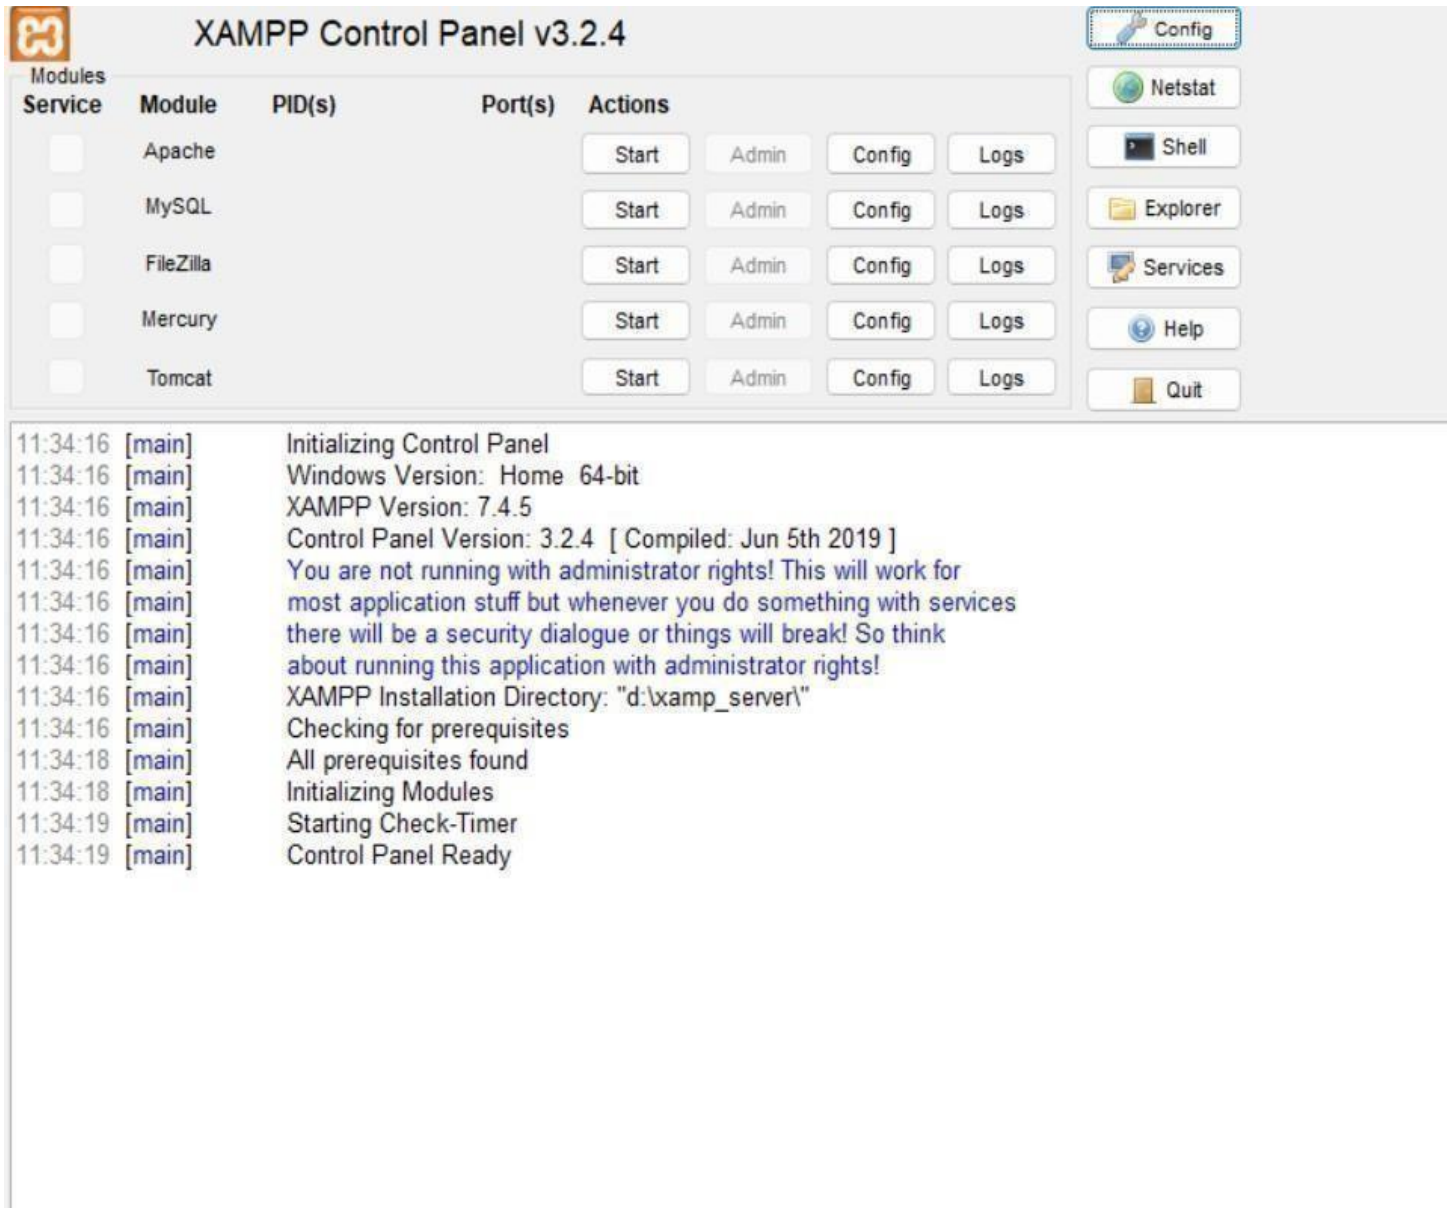 XAMPP Control Panel v3.2.4
Config
Modules
Service Module PID(s) Port(s) Actions
Netstat
Apache Start Admin Config Logs
Shell
MySQL Start Admin Config Logs
Explorer
FileZilla Start Admin Config Logs
Services
Mercury Start Admin Config Logs
Help
Tomcat Start Admin Config Logs
Quit
11:34:16 [main] Initializing Control Panel
11:34:16 [main] Windows Version: Home 64-bit
11:34:16 [main] XAMPP Version: 7.4.5
11:34:16 [main] Control Panel Version: 3.2.4 [ Compiled: Jun 5th 2019 ]
11:34:16 [main] You are not running with administrator rights! This will work for
11:34:16 [main] most application stuff but whenever you do something with services
11:34:16 [main] there will be a security dialogue or things will break! So think
11:34:16 [main] about running this application with administrator rights!
11:34:16 [main] XAMPP Installation Directory: "d:\xamp_server\"
11:34:16 [main] Checking for prerequisites
11:34:18 [main] All prerequisites found
11:34:18 [main] Initializing Modules
11:34:19 [main] Starting Check-Timer
11:34:19 [main] Control Panel Ready